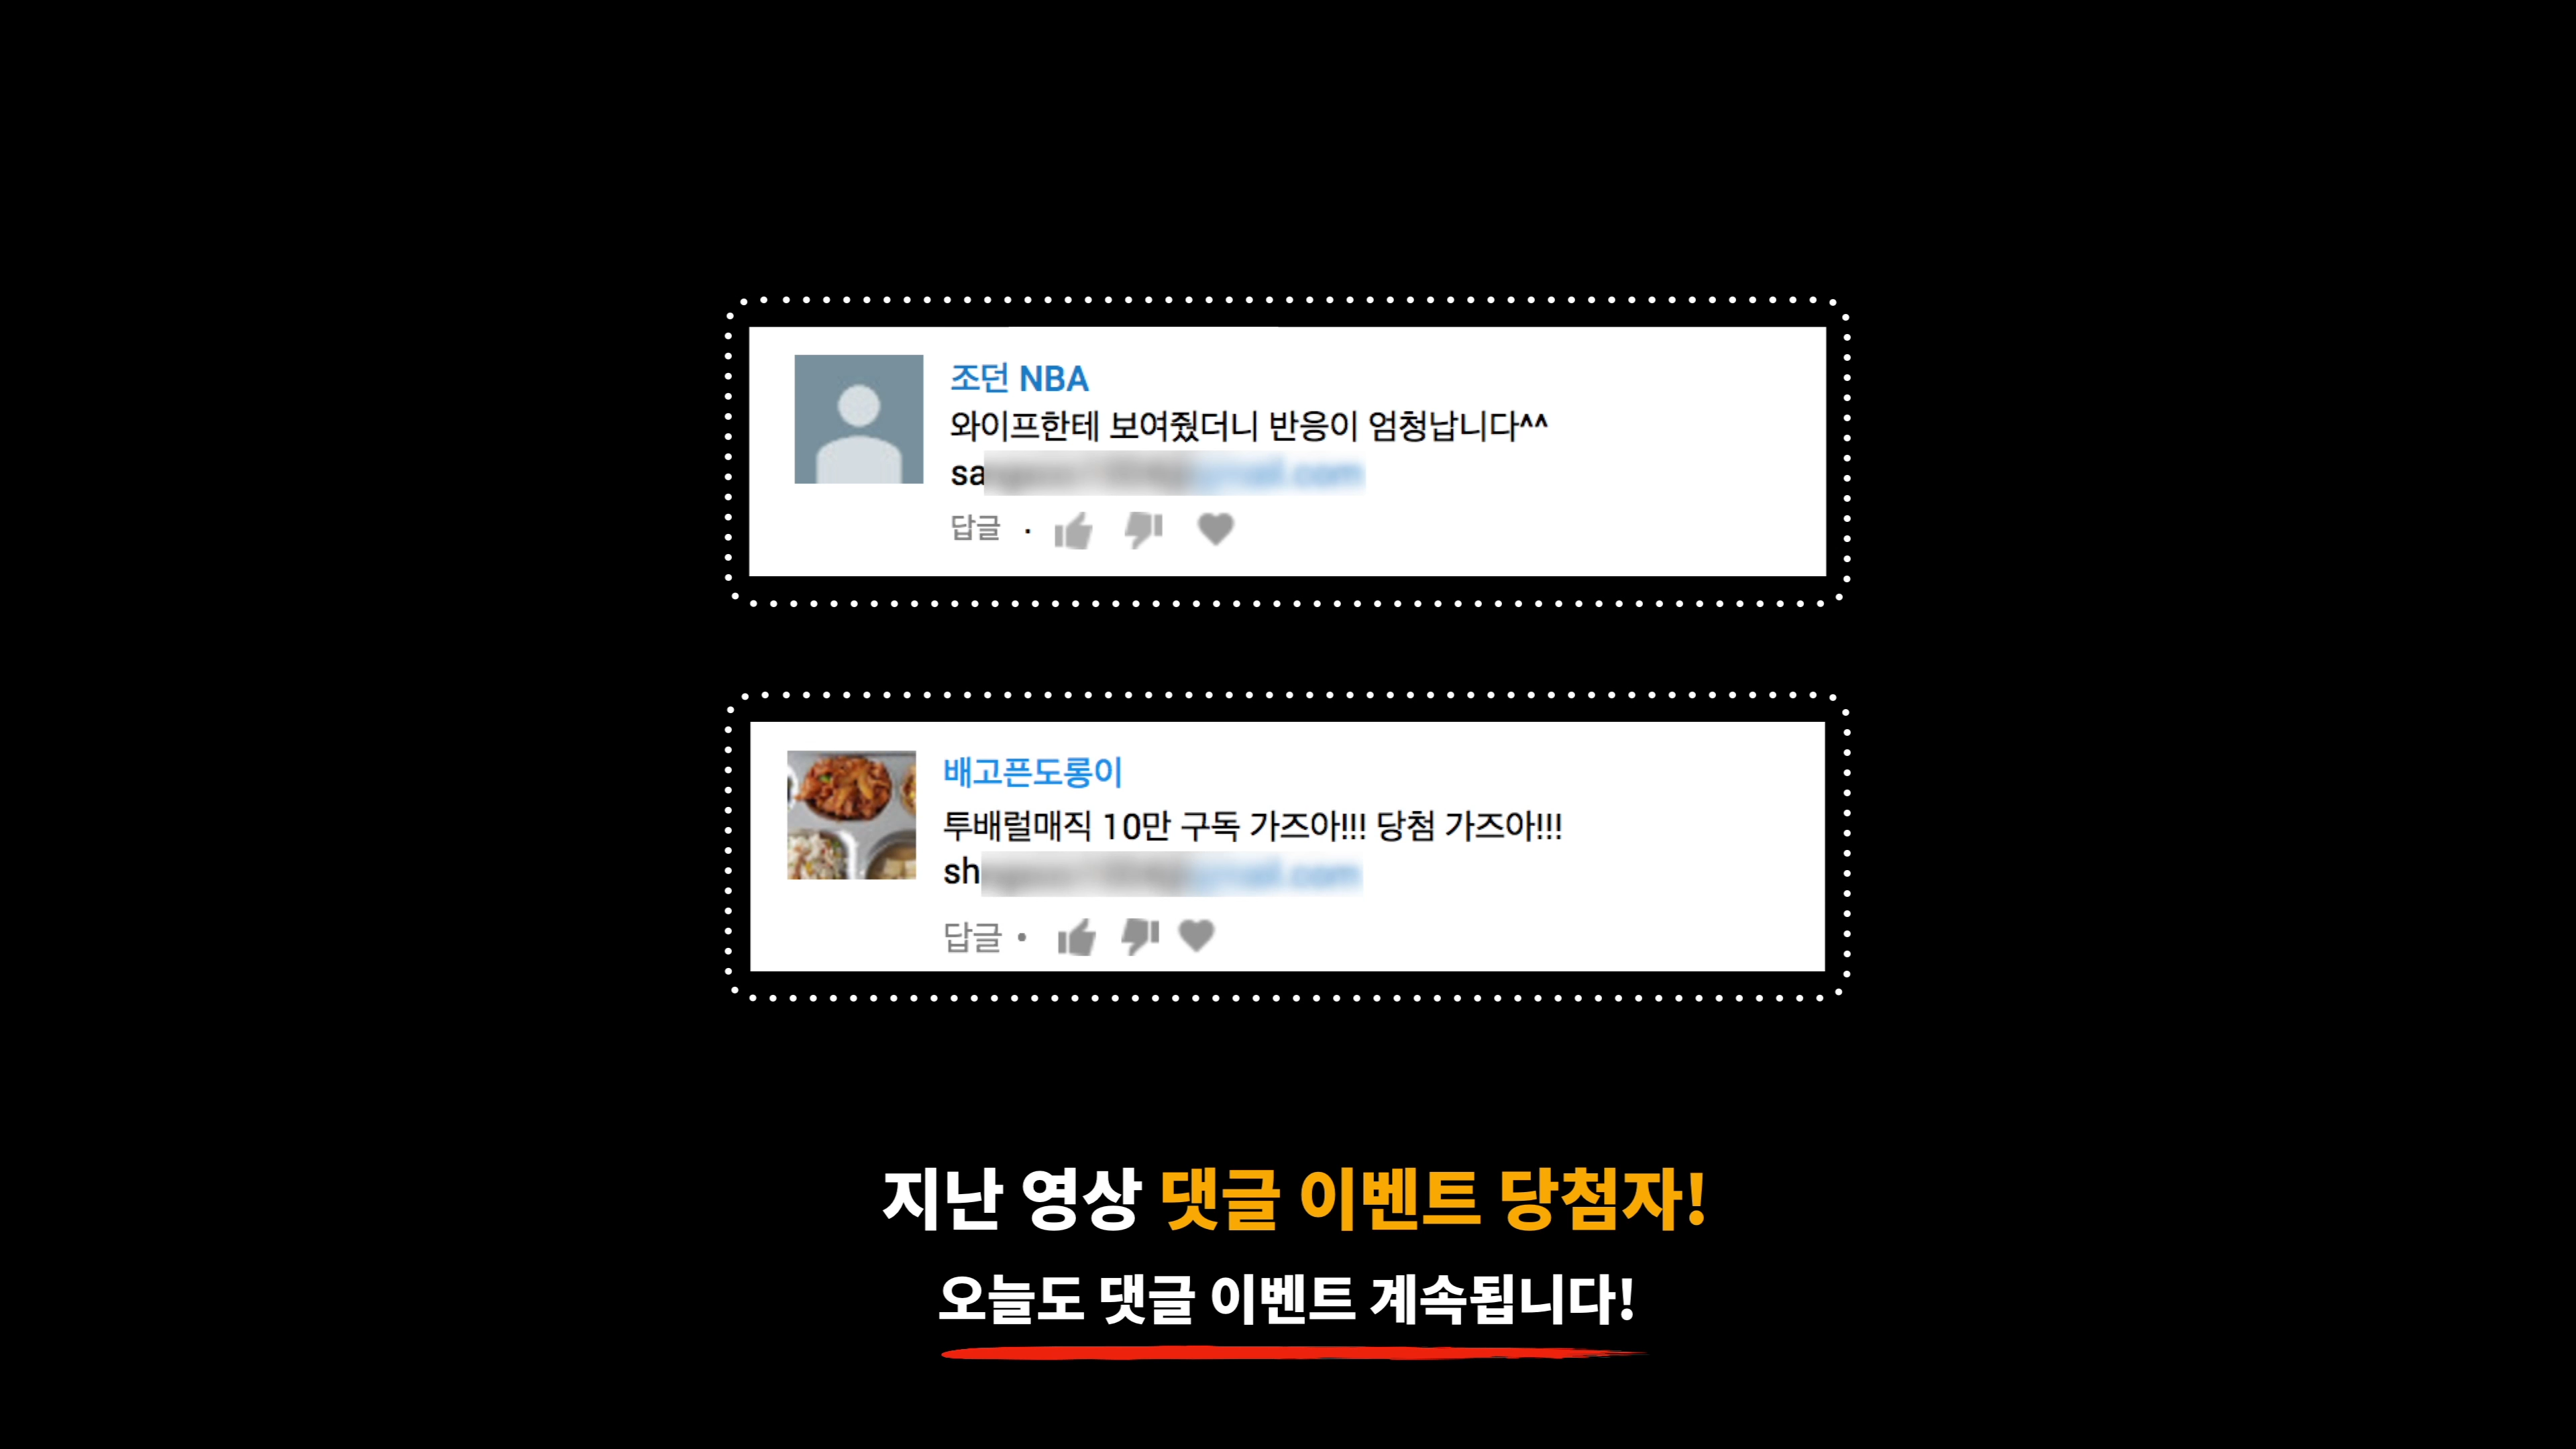 조던 NBA
와이프한테 보여줬더니 반응이 엄청납니다^^
sa
답글 ·
배고픈도롱이
투배럴매직 10만 구독 가즈아!!! 당첨 가즈아!!!
sh
답글 •
지난 영상 댓글 이벤트 당첨자!
오늘도 댓글 이벤트 계속됩니다!